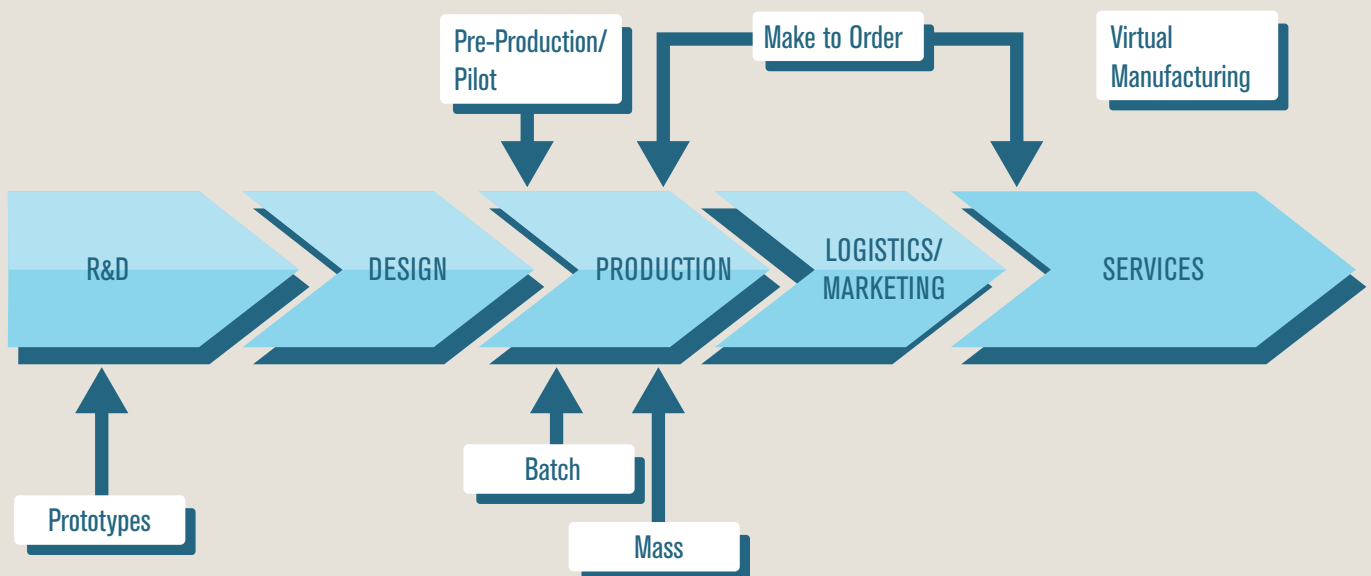 Pre-Production/
Pilot
Make to Order
Virtual
Manufacturing
R&D
DESIGN
PRODUCTION
LOGISTICS/
MARKETING
SERVICES
Prototypes
Batch
Mass